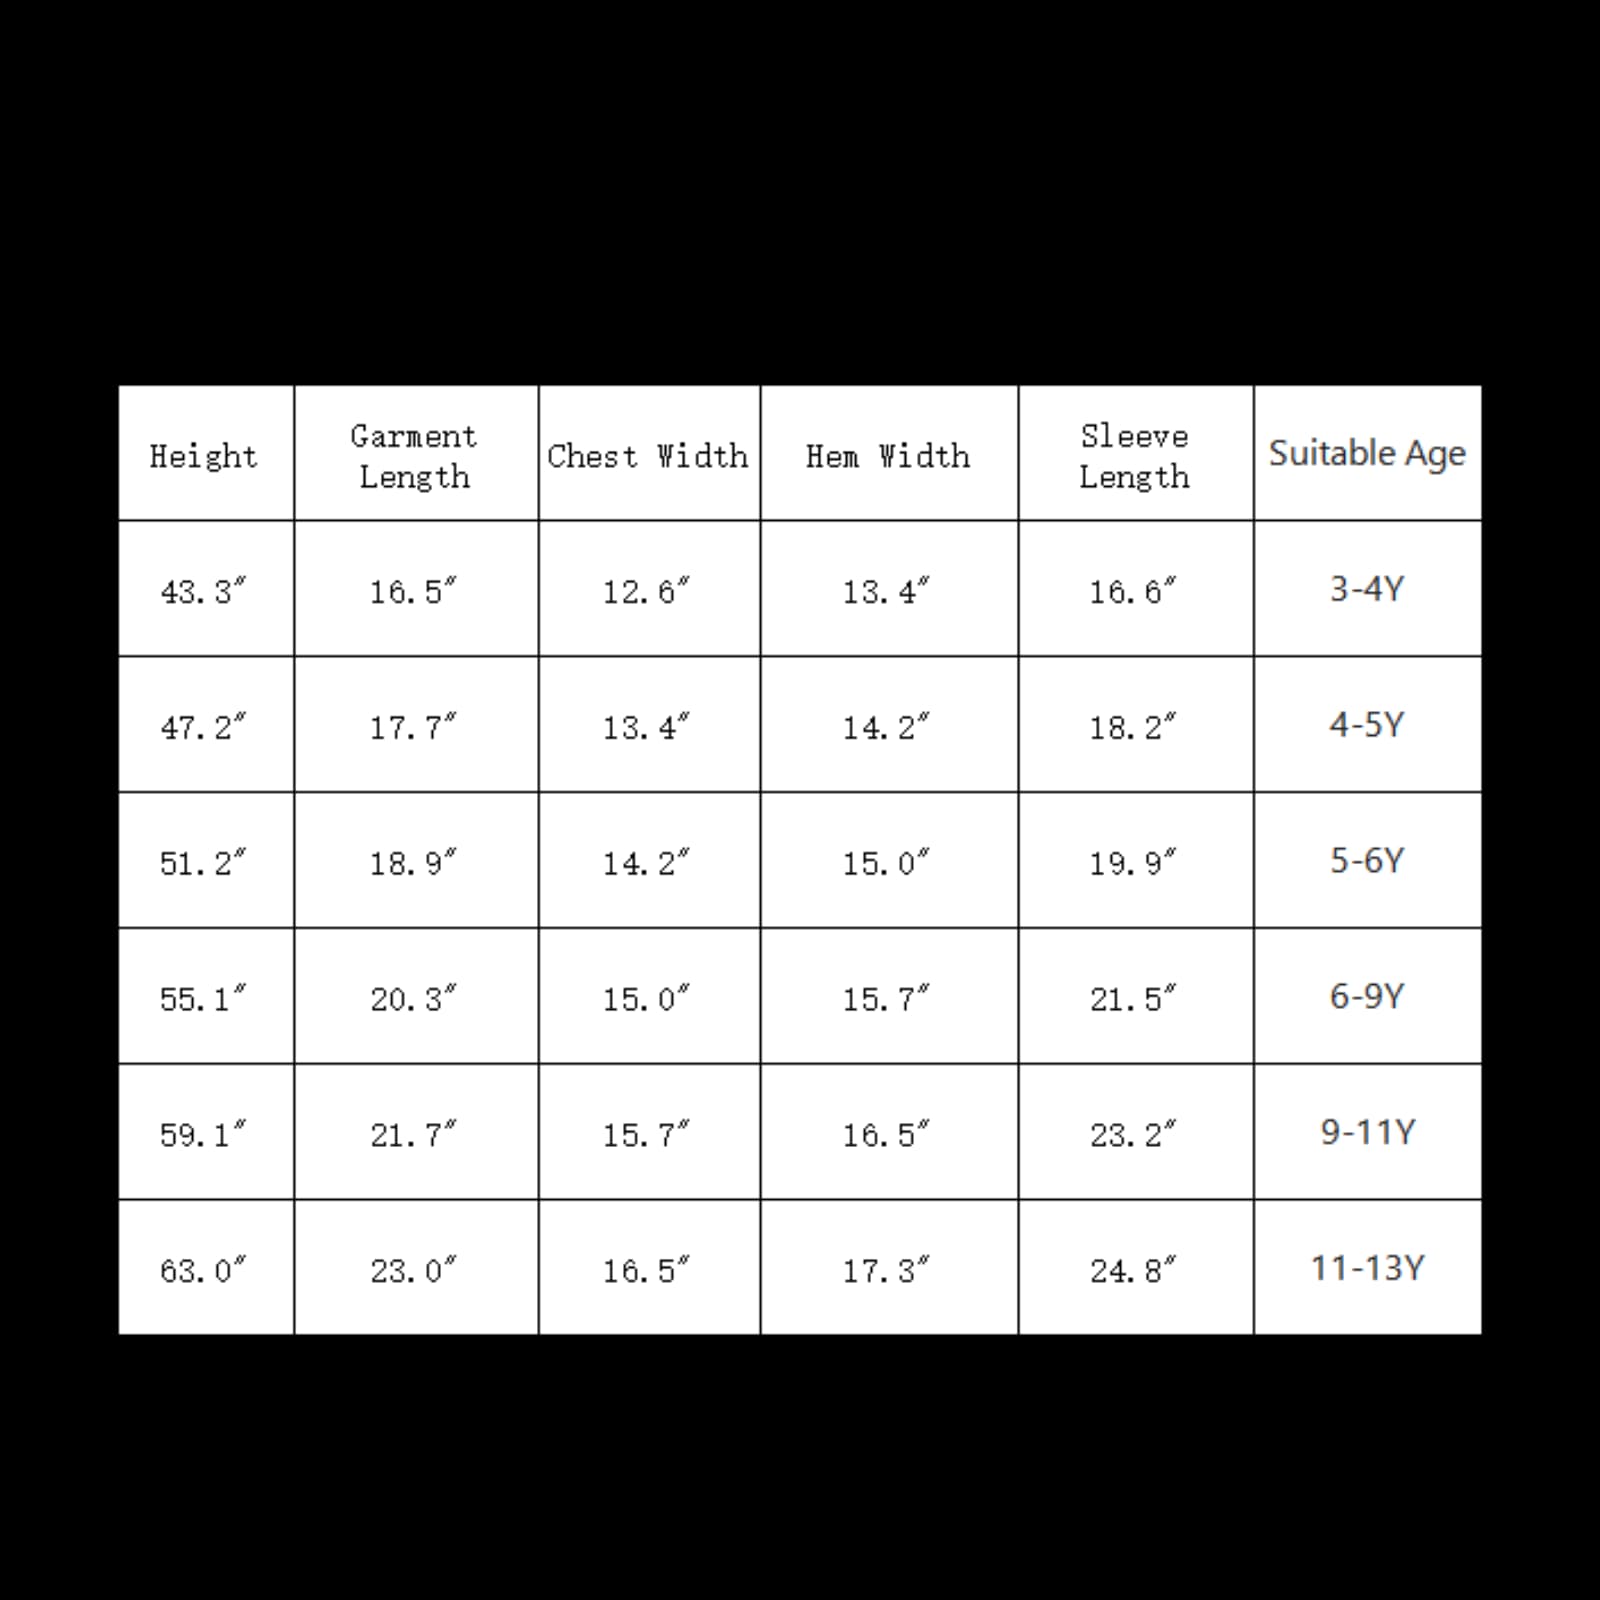 Height Garment Length Chest Width Hem Width Sleeve Length Suitable Age
43.3″ 16.5″ 12.6″ 13.4″ 16.6″ 3-4Y
47.2″ 17.7″ 13.4″ 14.2″ 18.2″ 4-5Y
51.2″ 18.9″ 14.2″ 15.0″ 19.9″ 5-6Y
55.1″ 20.3″ 15.0″ 15.7″ 21.5″ 6-9Y
59.1″ 21.7″ 15.7″ 16.5″ 23.2″ 9-11Y
63.0″ 23.0″ 16.5″ 17.3″ 24.8″ 11-13Y